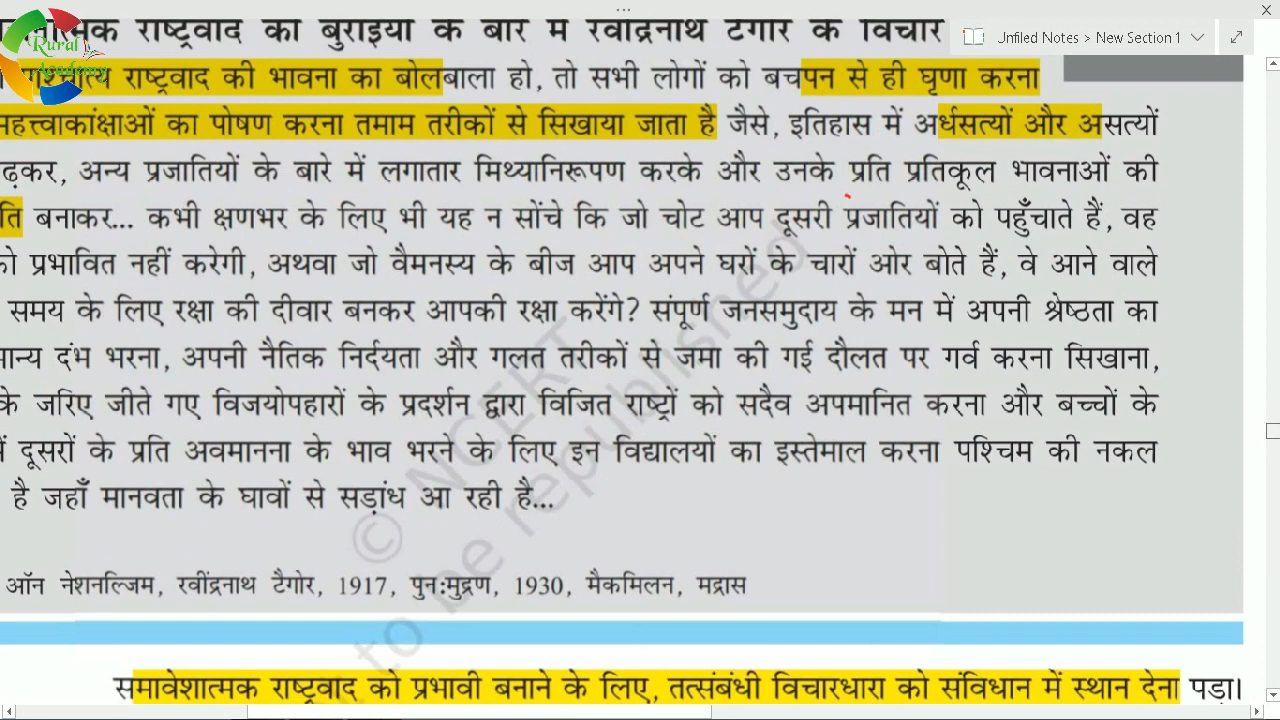 राष्ट्रवाद की बुराइयों के बारे में रवींद्रनाथ टैगोर के विचार
Unfiled Notes > New Section 1
Rural
Academy
राष्ट्रवाद की भावना का बोलबाला हो, तो सभी लोगों को बचपन से ही घृणा करना
महत्त्वाकांक्षाओं का पोषण करना तमाम तरीकों से सिखाया जाता है जैसे, इतिहास में अर्धसत्यों और असत्यों
ढ़कर, अन्य प्रजातियों के बारे में लगातार मिथ्यानिरूपण करके और उनके प्रति प्रतिकूल भावनाओं की
ति बनाकर... कभी क्षणभर के लिए भी यह न सोंचे कि जो चोट आप दूसरी प्रजातियों को पहुँचाते हैं, वह
को प्रभावित नहीं करेगी, अथवा जो वैमनस्य के बीज आप अपने घरों के चारों ओर बोते हैं, वे आने वाले
समय के लिए रक्षा की दीवार बनकर आपकी रक्षा करेंगे? संपूर्ण जनसमुदाय के मन में अपनी श्रेष्ठता का
मान्य दंभ भरना, अपनी नैतिक निर्दयता और गलत तरीकों से जमा की गई दौलत पर गर्व करना सिखाना,
के जरिए जीते गए विजयोपहारों के प्रदर्शन द्वारा विजित राष्ट्रों को सदैव अपमानित करना और बच्चों के
में दूसरों के प्रति अवमानना के भाव भरने के लिए इन विद्यालयों का इस्तेमाल करना पश्चिम की नकल
है जहाँ मानवता के घावों से सड़ांध आ रही है...
© NCERT
to be republished
ऑन नेशनल्जिम, रवींद्रनाथ टैगोर, 1917, पुनःमुद्रण, 1930, मैकमिलन, मद्रास
समावेशात्मक राष्ट्रवाद को प्रभावी बनाने के लिए, तत्संबंधी विचारधारा को संविधान में स्थान देना पड़ा।